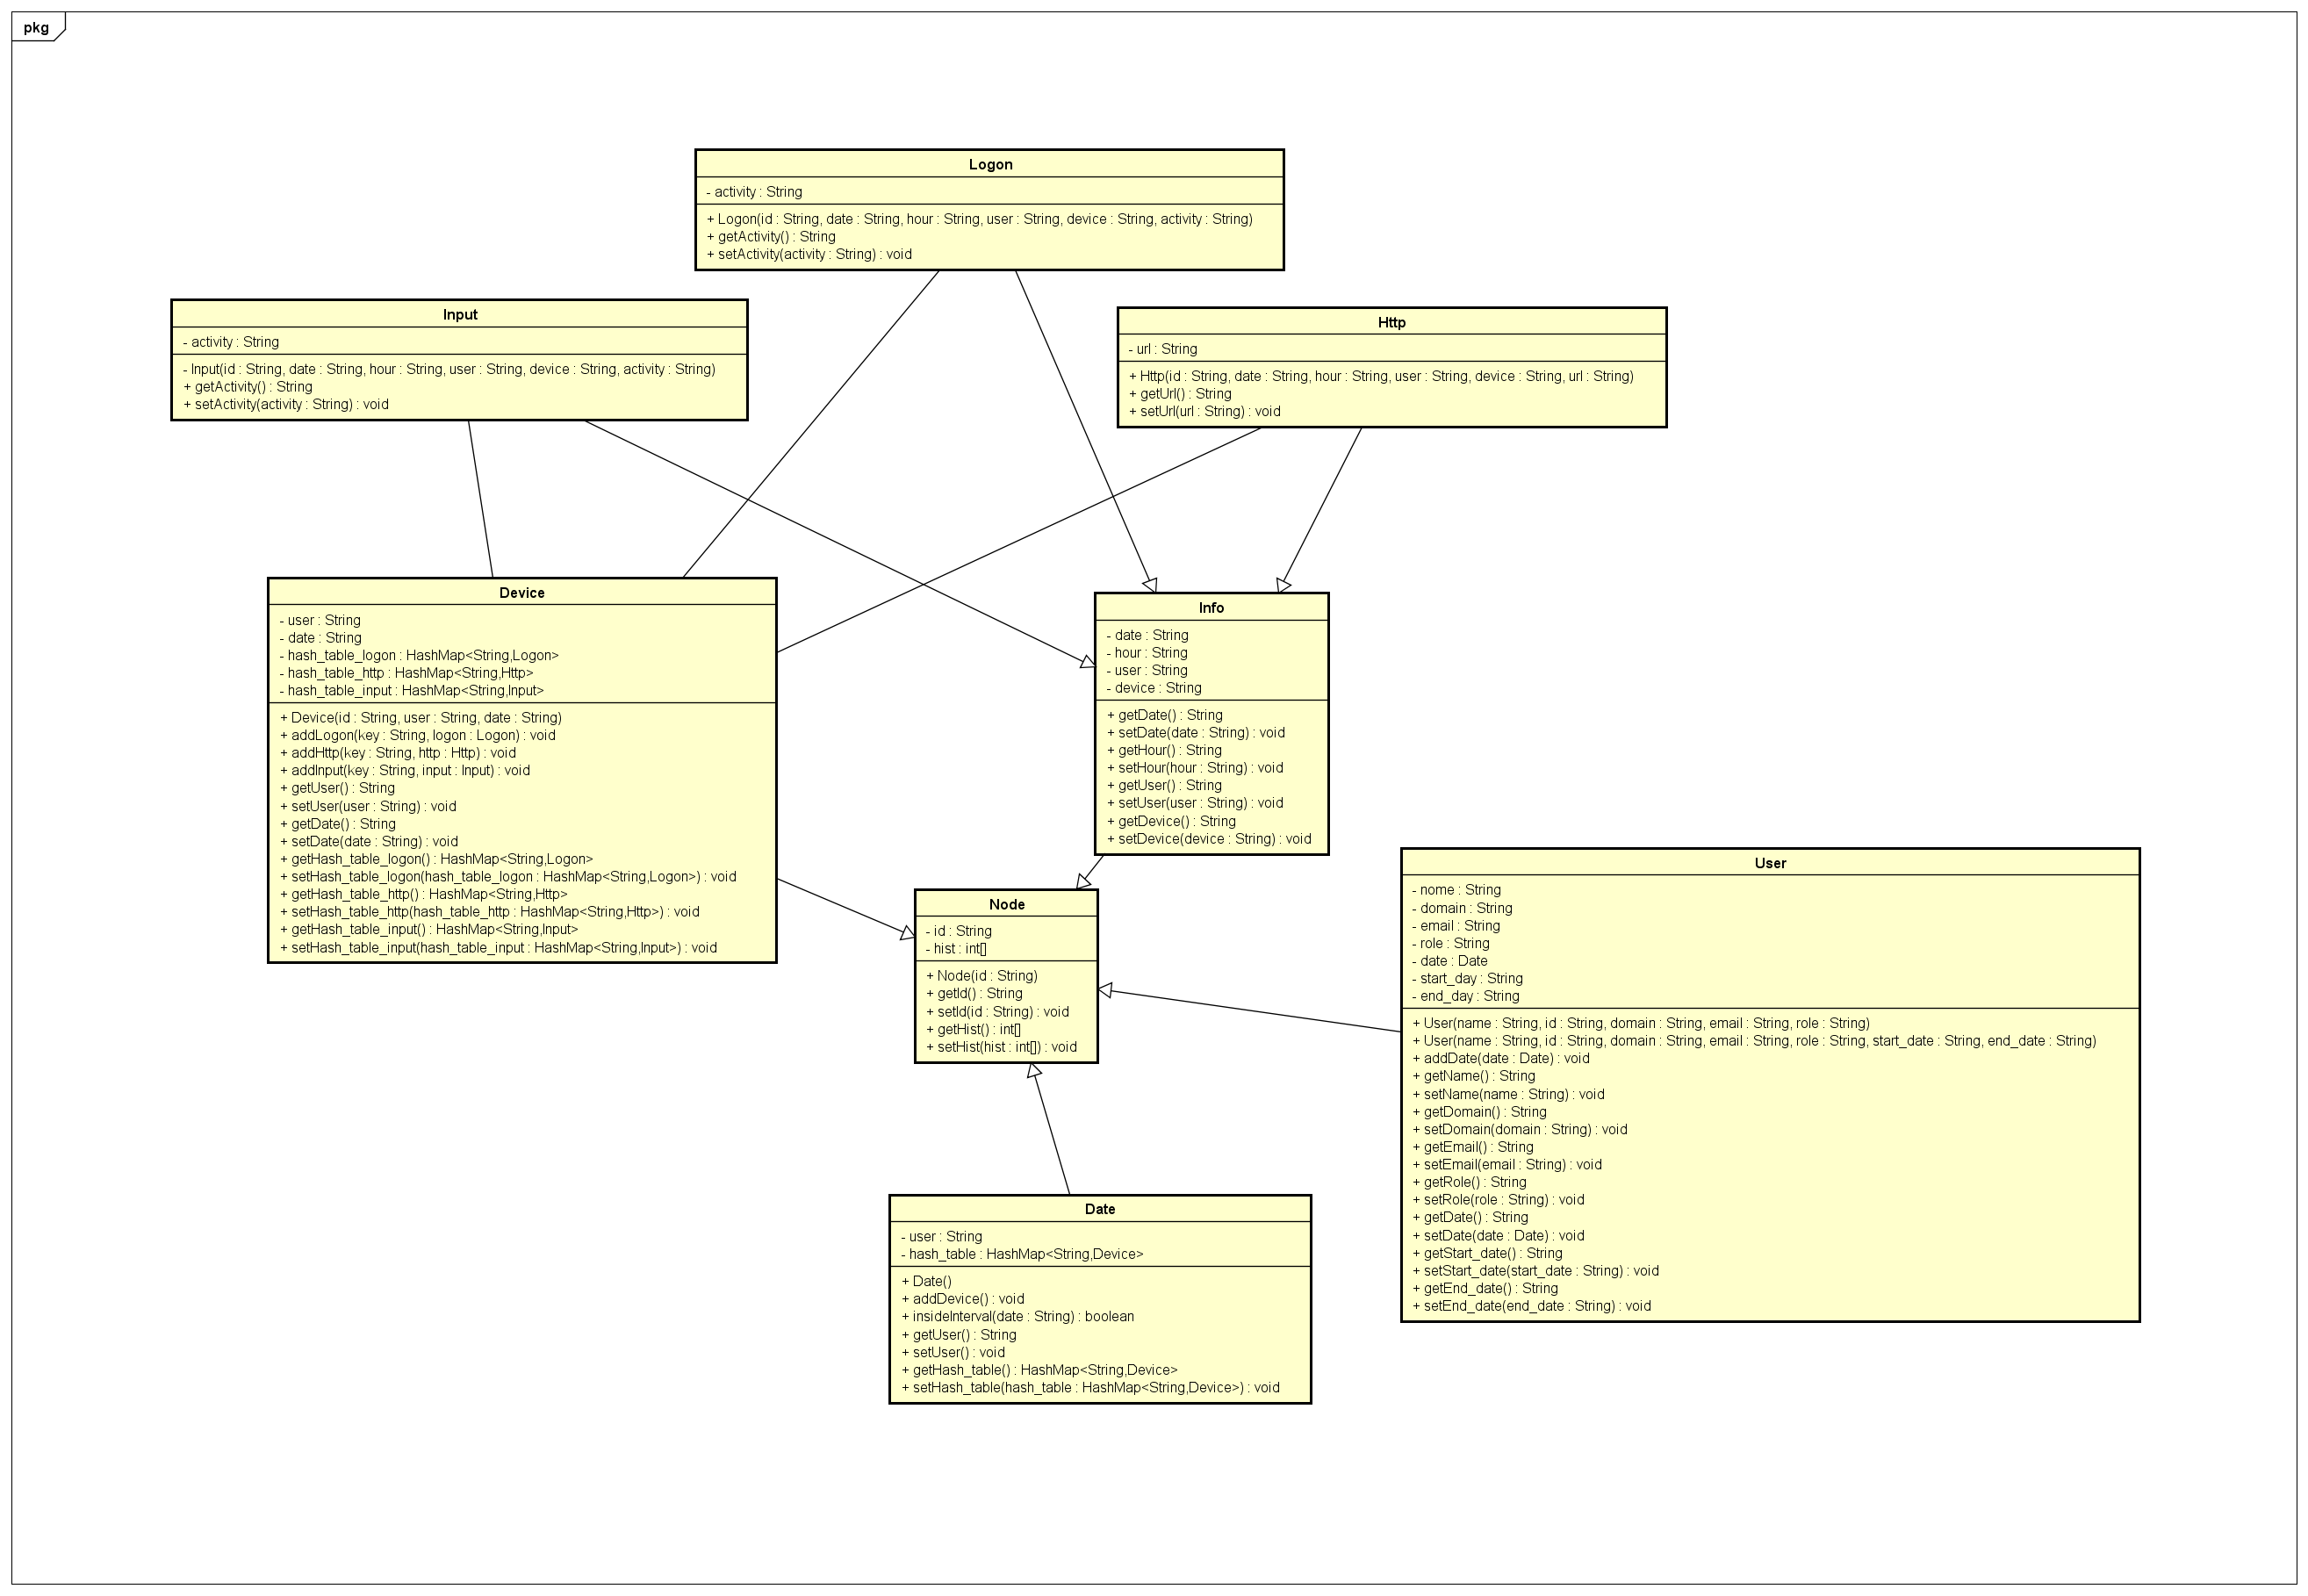 pkg
Logon
- activity : String
+ Logon(id : String, date : String, hour : String, user : String, device : String, activity : String)
+ getActivity() : String
+ setActivity(activity : String) : void
Input
- activity : String
- Input(id : String, date : String, hour : String, user : String, device : String, activity : String)
+ getActivity() : String
+ setActivity(activity : String) : void
Http
- url : String
+ Http(id : String, date : String, hour : String, user : String, device : String, url : String)
+ getUrl() : String
+ setUrl(url : String) : void
Device
- user : String
- date : String
- hash_table_logon : HashMap<String,Logon>
- hash_table_http : HashMap<String,Http>
- hash_table_input : HashMap<String,Input>
+ Device(id : String, user : String, date : String)
+ addLogon(key : String, logon : Logon) : void
+ addHttp(key : String, http : Http) : void
+ addInput(key : String, input : Input) : void
+ getUser() : String
+ setUser(user : String) : void
+ getDate() : String
+ setDate(date : String) : void
+ getHash_table_logon() : HashMap<String,Logon>
+ setHash_table_logon(hash_table_logon : HashMap<String,Logon>) : void
+ getHash_table_http() : HashMap<String,Http>
+ setHash_table_http(hash_table_http : HashMap<String,Http>) : void
+ getHash_table_input() : HashMap<String,Input>
+ setHash_table_input(hash_table_input : HashMap<String,Input>) : void
Info
- date : String
- hour : String
- user : String
- device : String
+ getDate() : String
+ setDate(date : String) : void
+ getHour() : String
+ setHour(hour : String) : void
+ getUser() : String
+ setUser(user : String) : void
+ getDevice() : String
+ setDevice(device : String) : void
Node
- id : String
- hist : int[]
+ Node(id : String)
+ getId() : String
+ setId(id : String) : void
+ getHist() : int[]
+ setHist(hist : int[]) : void
User
- nome : String
- domain : String
- email : String
- role : String
- date : Date
- start_day : String
- end_day : String
+ User(name : String, id : String, domain : String, email : String, role : String)
+ User(name : String, id : String, domain : String, email : String, role : String, start_date : String, end_date : String)
+ addDate(date : Date) : void
+ getName() : String
+ setName(name : String) : void
+ getDomain() : String
+ setDomain(domain : String) : void
+ getEmail() : String
+ setEmail(email : String) : void
+ getRole() : String
+ setRole(role : String) : void
+ getDate() : String
+ setDate(date : Date) : void
+ getStart_date() : String
+ setStart_date(start_date : String) : void
+ getEnd_date() : String
+ setEnd_date(end_date : String) : void
Date
- user : String
- hash_table : HashMap<String,Device>
+ Date()
+ addDevice() : void
+ insideInterval(date : String) : boolean
+ getUser() : String
+ setUser() : void
+ getHash_table() : HashMap<String,Device>
+ setHash_table(hash_table : HashMap<String,Device>) : void